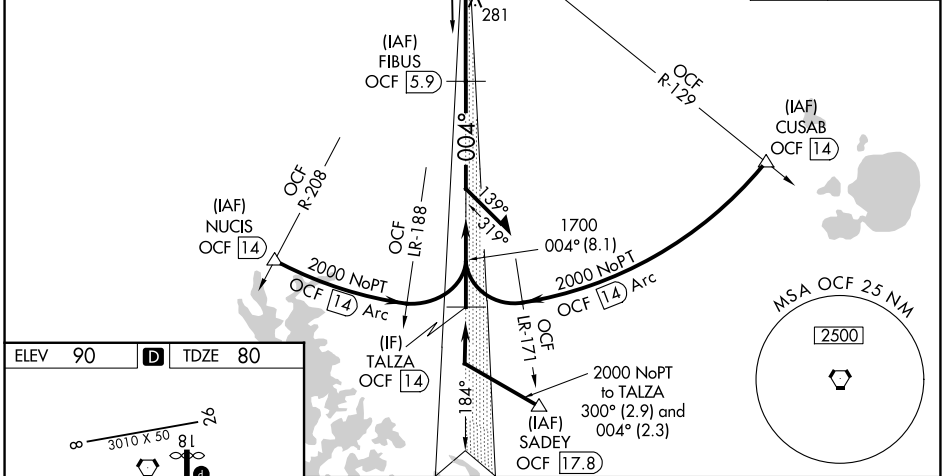 281
(IAF)
FIBUS
OCF 5.9
OCF
R-129
(IAF)
CUSAB
OCF 14
004°
OCF
R-208
(IAF)
NUCIS
OCF 14
OCF
LR-188
139°
319°
1700
004° (8.1)
2000 NoPT
OCF 14 Arc
2000 NoPT
OCF 14 Arc
MSA OCF 25 NM
2500
OCF
LR-171
(IF)
TALZA
OCF 14
2000 NoPT
to TALZA
300° (2.9) and
004° (2.3)
184°
(IAF)
SADEY
OCF 17.8
ELEV 90 D TDZE 80
8
3010 X 50
26
18
d